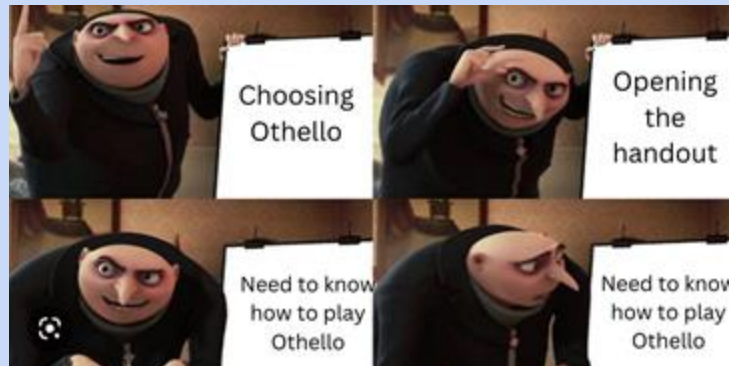 Choosing
Othello
Opening
the
handout
Need to know
how to play
Othello
Need to know
how to play
Othello